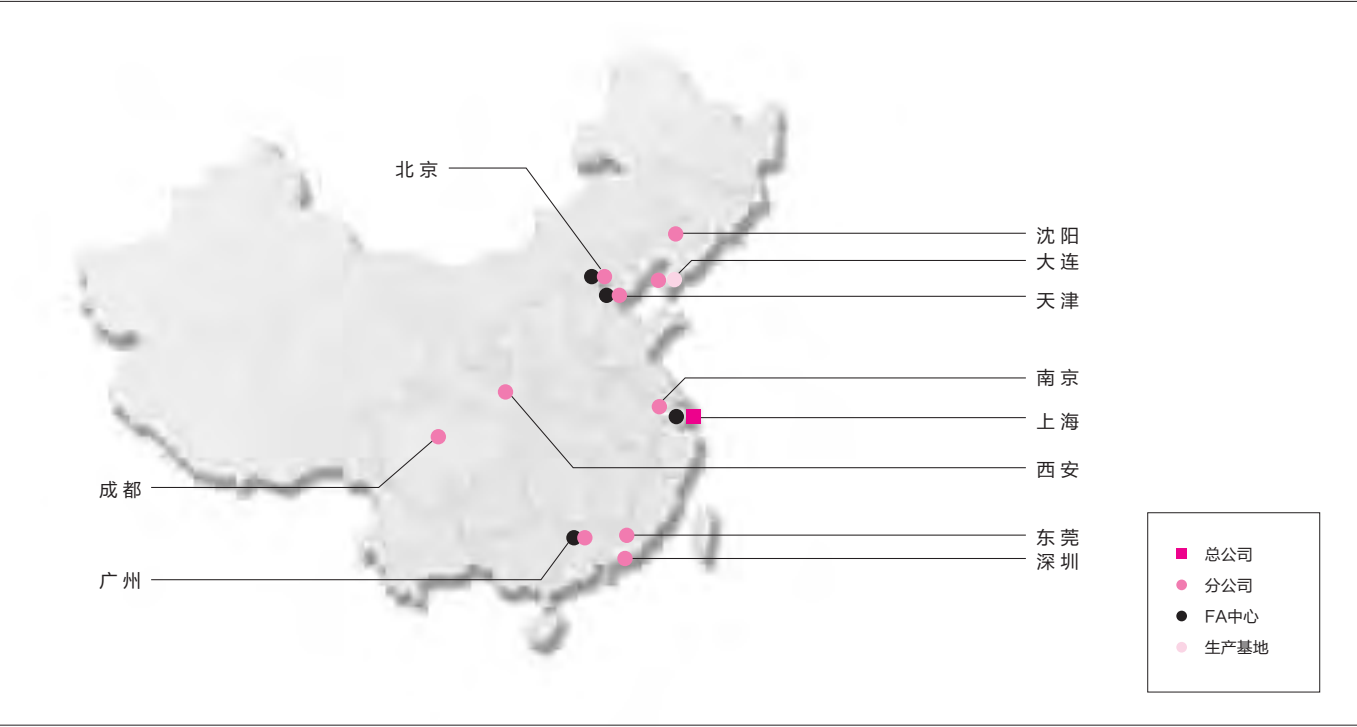 北京
沈阳
大连
天津
南京
上海
西安
成都
东莞
深圳
广州
总公司
分公司
FA中心
生产基地